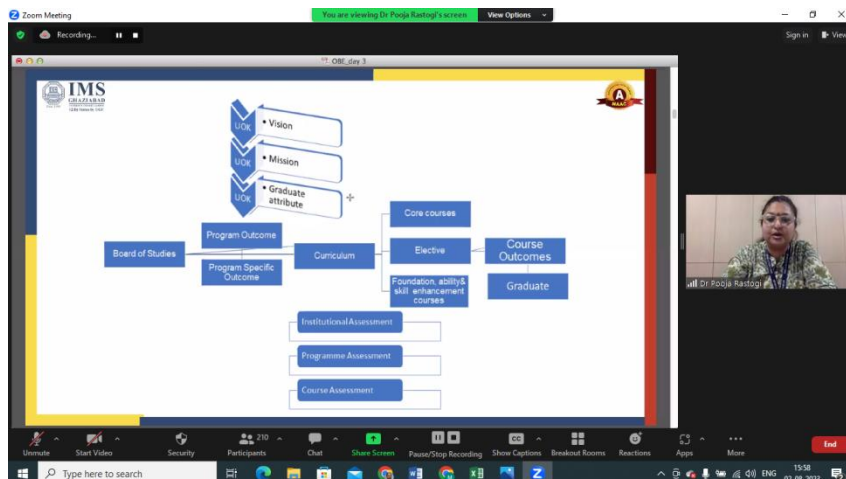 Zoom Meeting
You are viewing Dr Pooja Rastogi's screen
View Options
Recording...
Sign in
View
OBE_day 3
IMS
GHAZIABAD
A
NAAC
UOK
• Vision
UOK
• Mission
UOK
• Graduate
attribute
Board of Studies
Program Outcome
Program Specific
Outcome
Curriculum
Core courses
Elective
Foundation, ability&
skill enhancement
courses
Course
Outcomes
Graduate
Institutional Assessment
Programme Assessment
Course Assessment
Dr Pooja Rastogi
Unmute
Start Video
Security
210
Participants
Chat
Share Screen
Pause/Stop Recording
CC
Show Captions
Breakout Rooms
Reactions
Apps
More
End
Type here to search
ENG
15:58